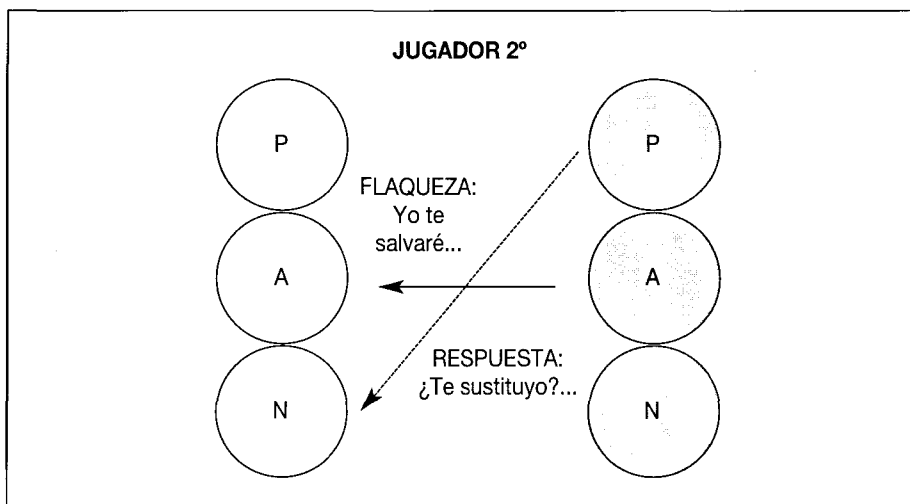 JUGADOR 2º
P
P
FLAQUEZA:
Yo te
salvaré...
A
A
RESPUESTA:
¿Te sustituyo?...
N
N